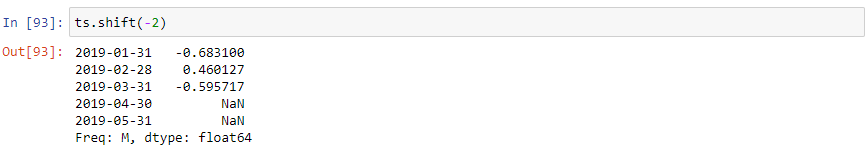 In [93]: ts.shift(-2)
Out[93]: 2019-01-31   -0.683100
2019-02-28    0.460127
2019-03-31   -0.595717
2019-04-30         NaN
2019-05-31         NaN
Freq: M, dtype: float64